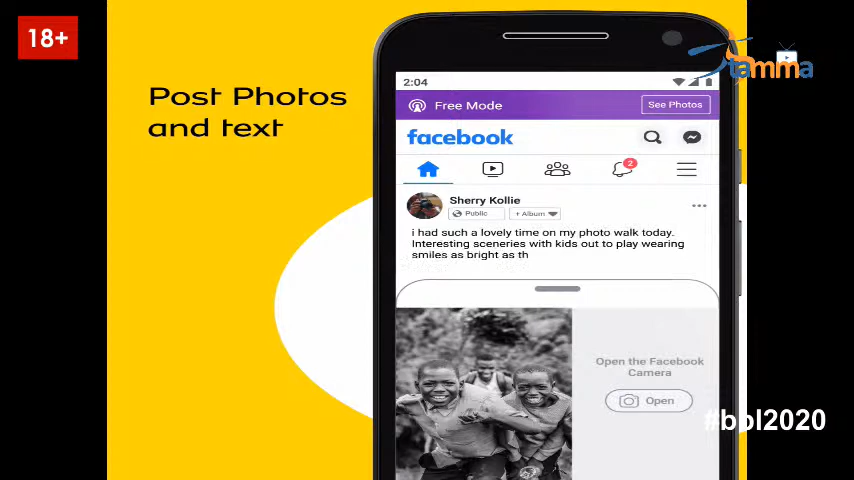 18+
tamma
Post Photos
and text
2:04
Free Mode
See Photos
facebook
2
Sherry Kollie
Public
+ Album
i had such a lovely time on my photo walk today.
Interesting sceneries with kids out to play wearing
smiles as bright as th
Open the Facebook
Camera
Open
#bpl2020